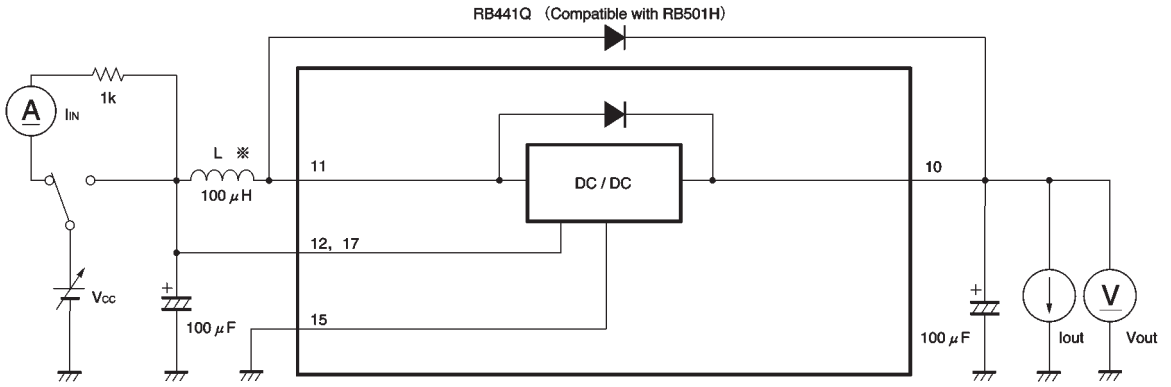 RB441Q (Compatible with RB501H)
A
IIN
1k
L ※
100 μH
11
DC / DC
10
12, 17
VCC
+
100 μF
15
+
100 μF
Iout
V
Vout